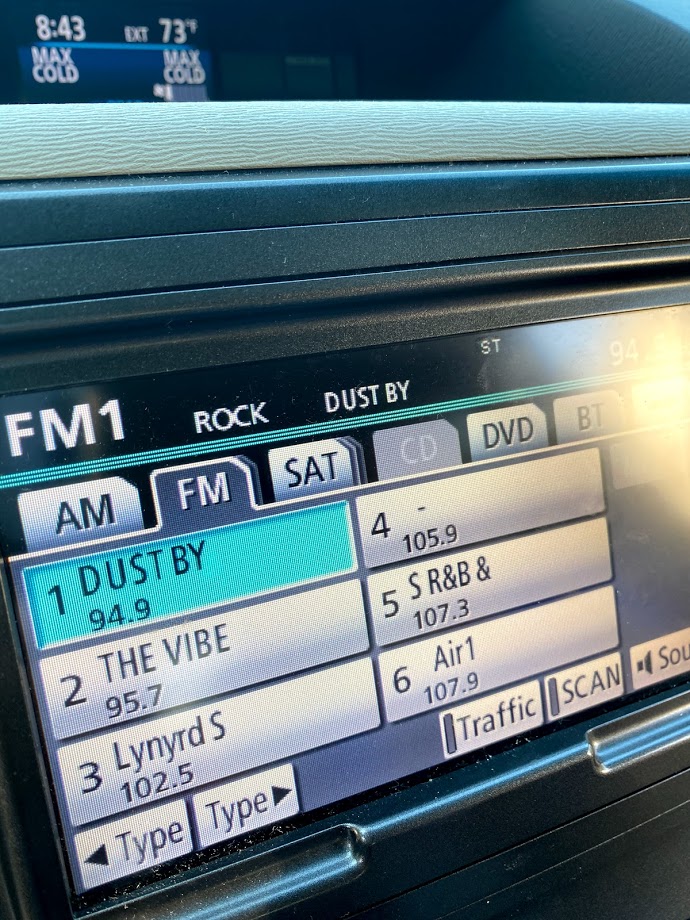 8:43 EXT 73°F
MAX COLD MAX COLD
ST 94
FM1 ROCK DUST BY
AM FM SAT CD DVD BT
1 DUST BY
94.9
2 THE VIBE
95.7
3 Lynyrd S
102.5
4 -
105.9
5 S R&B &
107.3
6 Air1
107.9
Traffic SCAN Sou
◄ Type Type ►